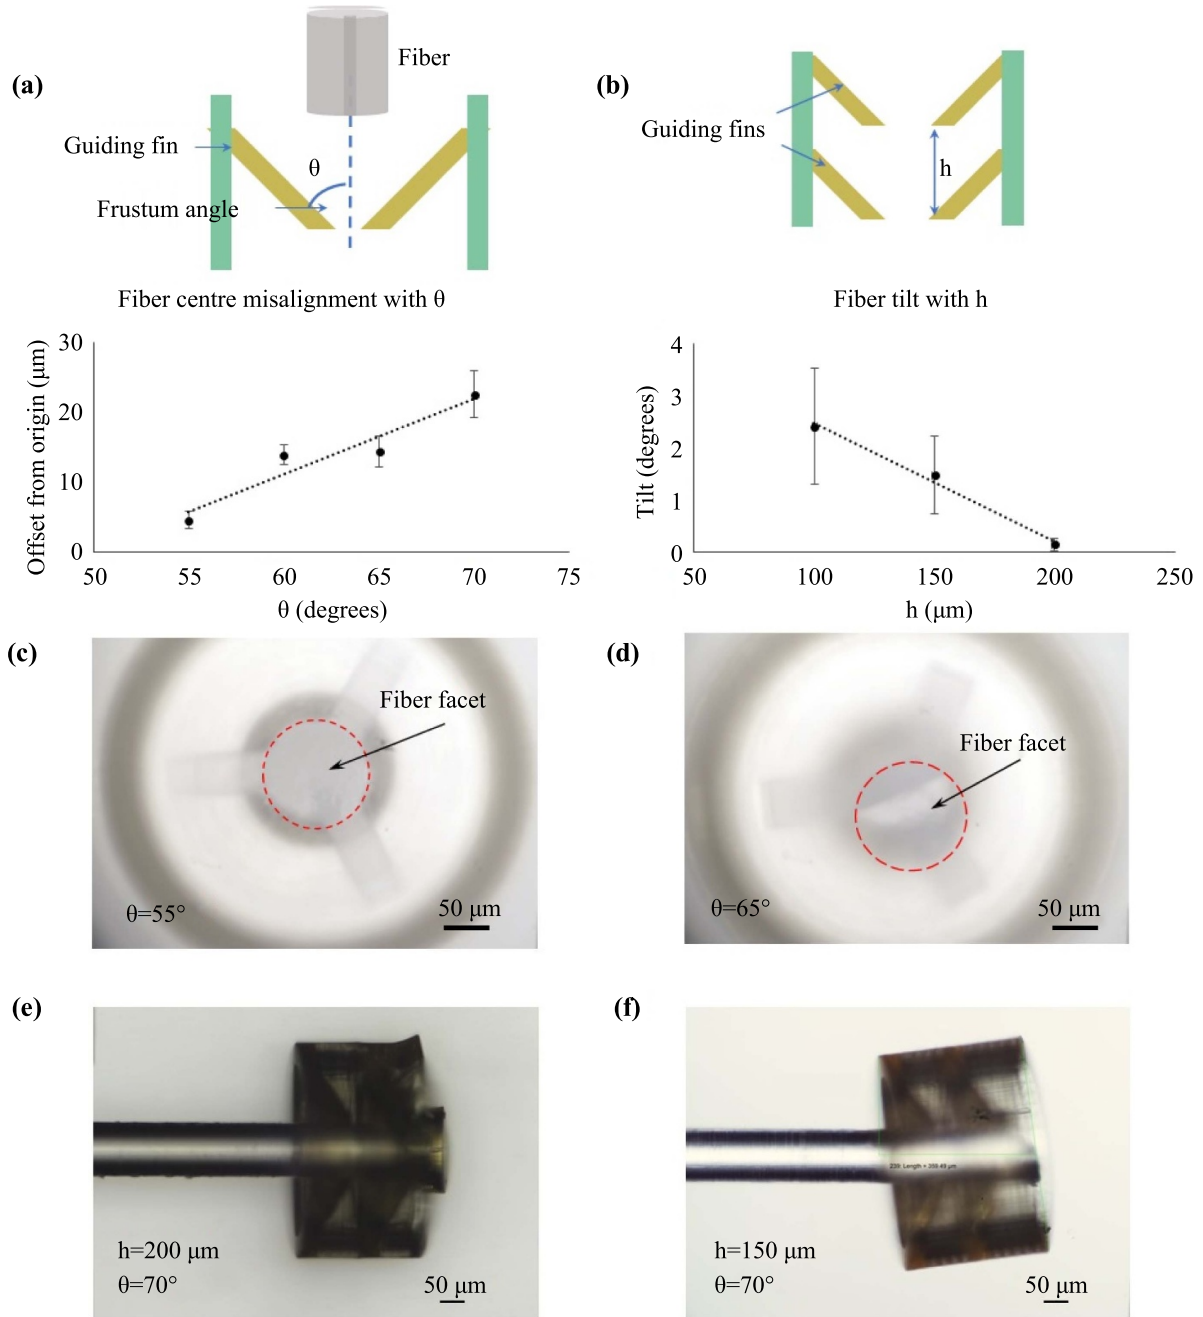 (a)
Fiber
Guiding fin
θ
Frustum angle
Fiber centre misalignment with θ
Offset from origin (μm)
30
20
10
0
50 55 60 65 70 75
θ (degrees)
(b)
Guiding fins
h
Fiber tilt with h
Tilt (degrees)
4
3
2
1
0
50 100 150 200 250
h (μm)
(c)
Fiber facet
θ=55°
50 μm
(d)
Fiber facet
θ=65°
50 μm
(e)
h=200 μm
θ=70°
50 μm
(f)
h=150 μm
θ=70°
50 μm